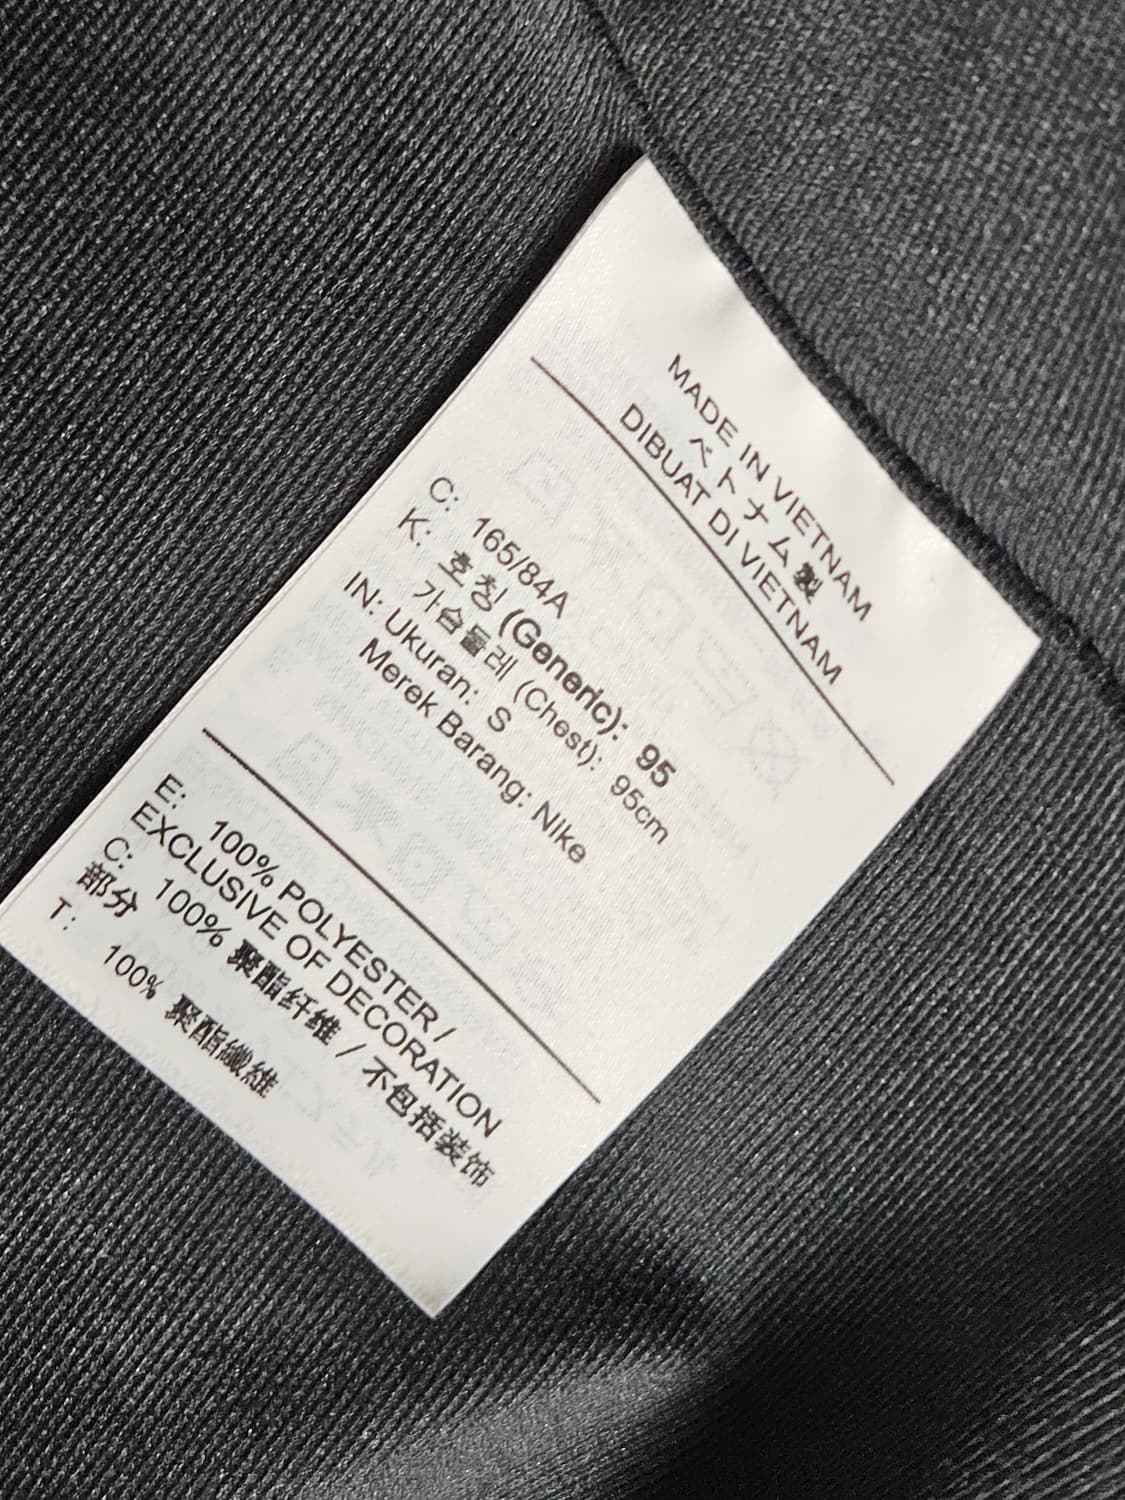 MADE IN VIETNAM
ベトナム製
DIBUAT DI VIETNAM
C: 165/84A
K: 호칭 (Generic): 95
가슴둘레 (Chest): 95cm
IN: Ukuran: S
Merek Barang: Nike
E: 100% POLYESTER /
EXCLUSIVE OF DECORATION
C: 100% 聚酯纤维 / 不包括装饰
部分
T: 100% 聚酯纖維